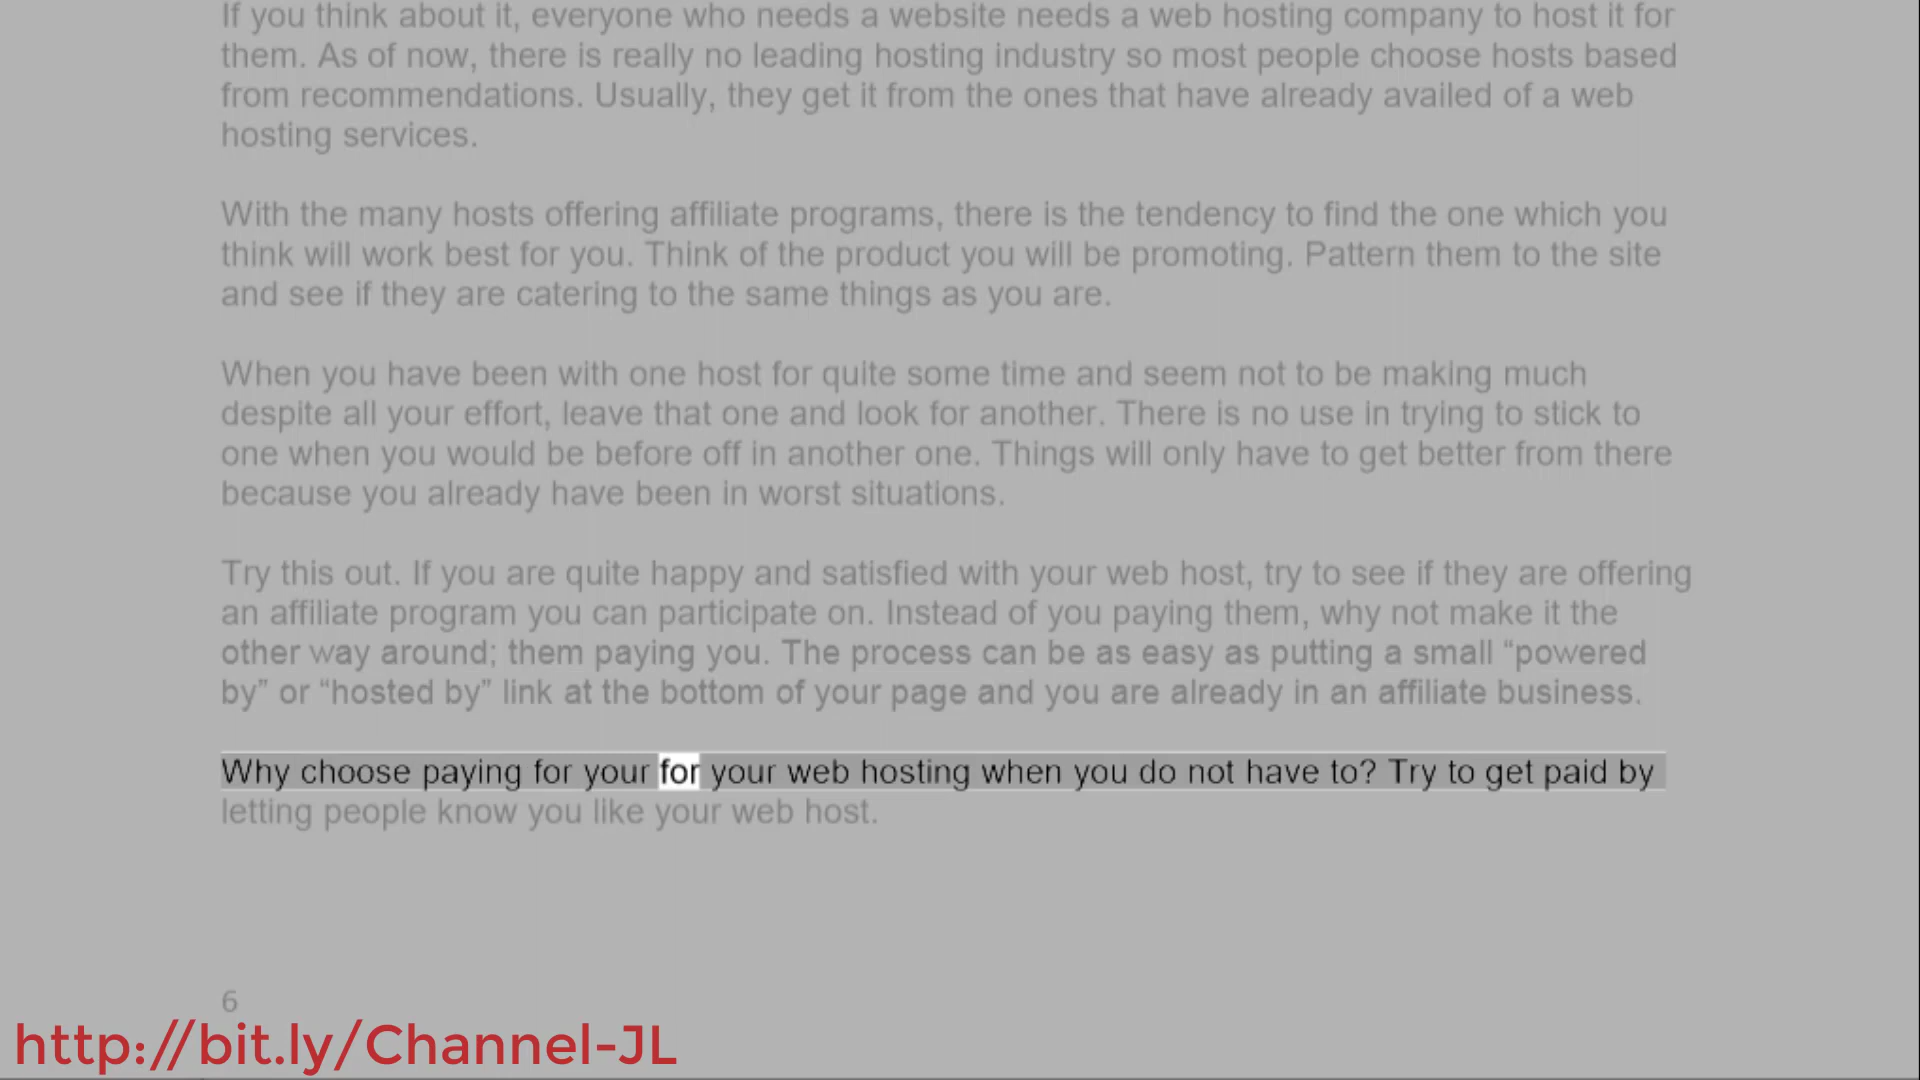 If you think about it, everyone who needs a website needs a web hosting company to host it for
them. As of now, there is really no leading hosting industry so most people choose hosts based
from recommendations. Usually, they get it from the ones that have already availed of a web
hosting services.
With the many hosts offering affiliate programs, there is the tendency to find the one which you
think will work best for you. Think of the product you will be promoting. Pattern them to the site
and see if they are catering to the same things as you are.
When you have been with one host for quite some time and seem not to be making much
despite all your effort, leave that one and look for another. There is no use in trying to stick to
one when you would be before off in another one. Things will only have to get better from there
because you already have been in worst situations.
Try this out. If you are quite happy and satisfied with your web host, try to see if they are offering
an affiliate program you can participate on. Instead of you paying them, why not make it the
other way around; them paying you. The process can be as easy as putting a small “powered
by” or “hosted by” link at the bottom of your page and you are already in an affiliate business.
Why choose paying for your for your web hosting when you do not have to? Try to get paid by
letting people know you like your web host.
6
http://bit.ly/Channel-JL